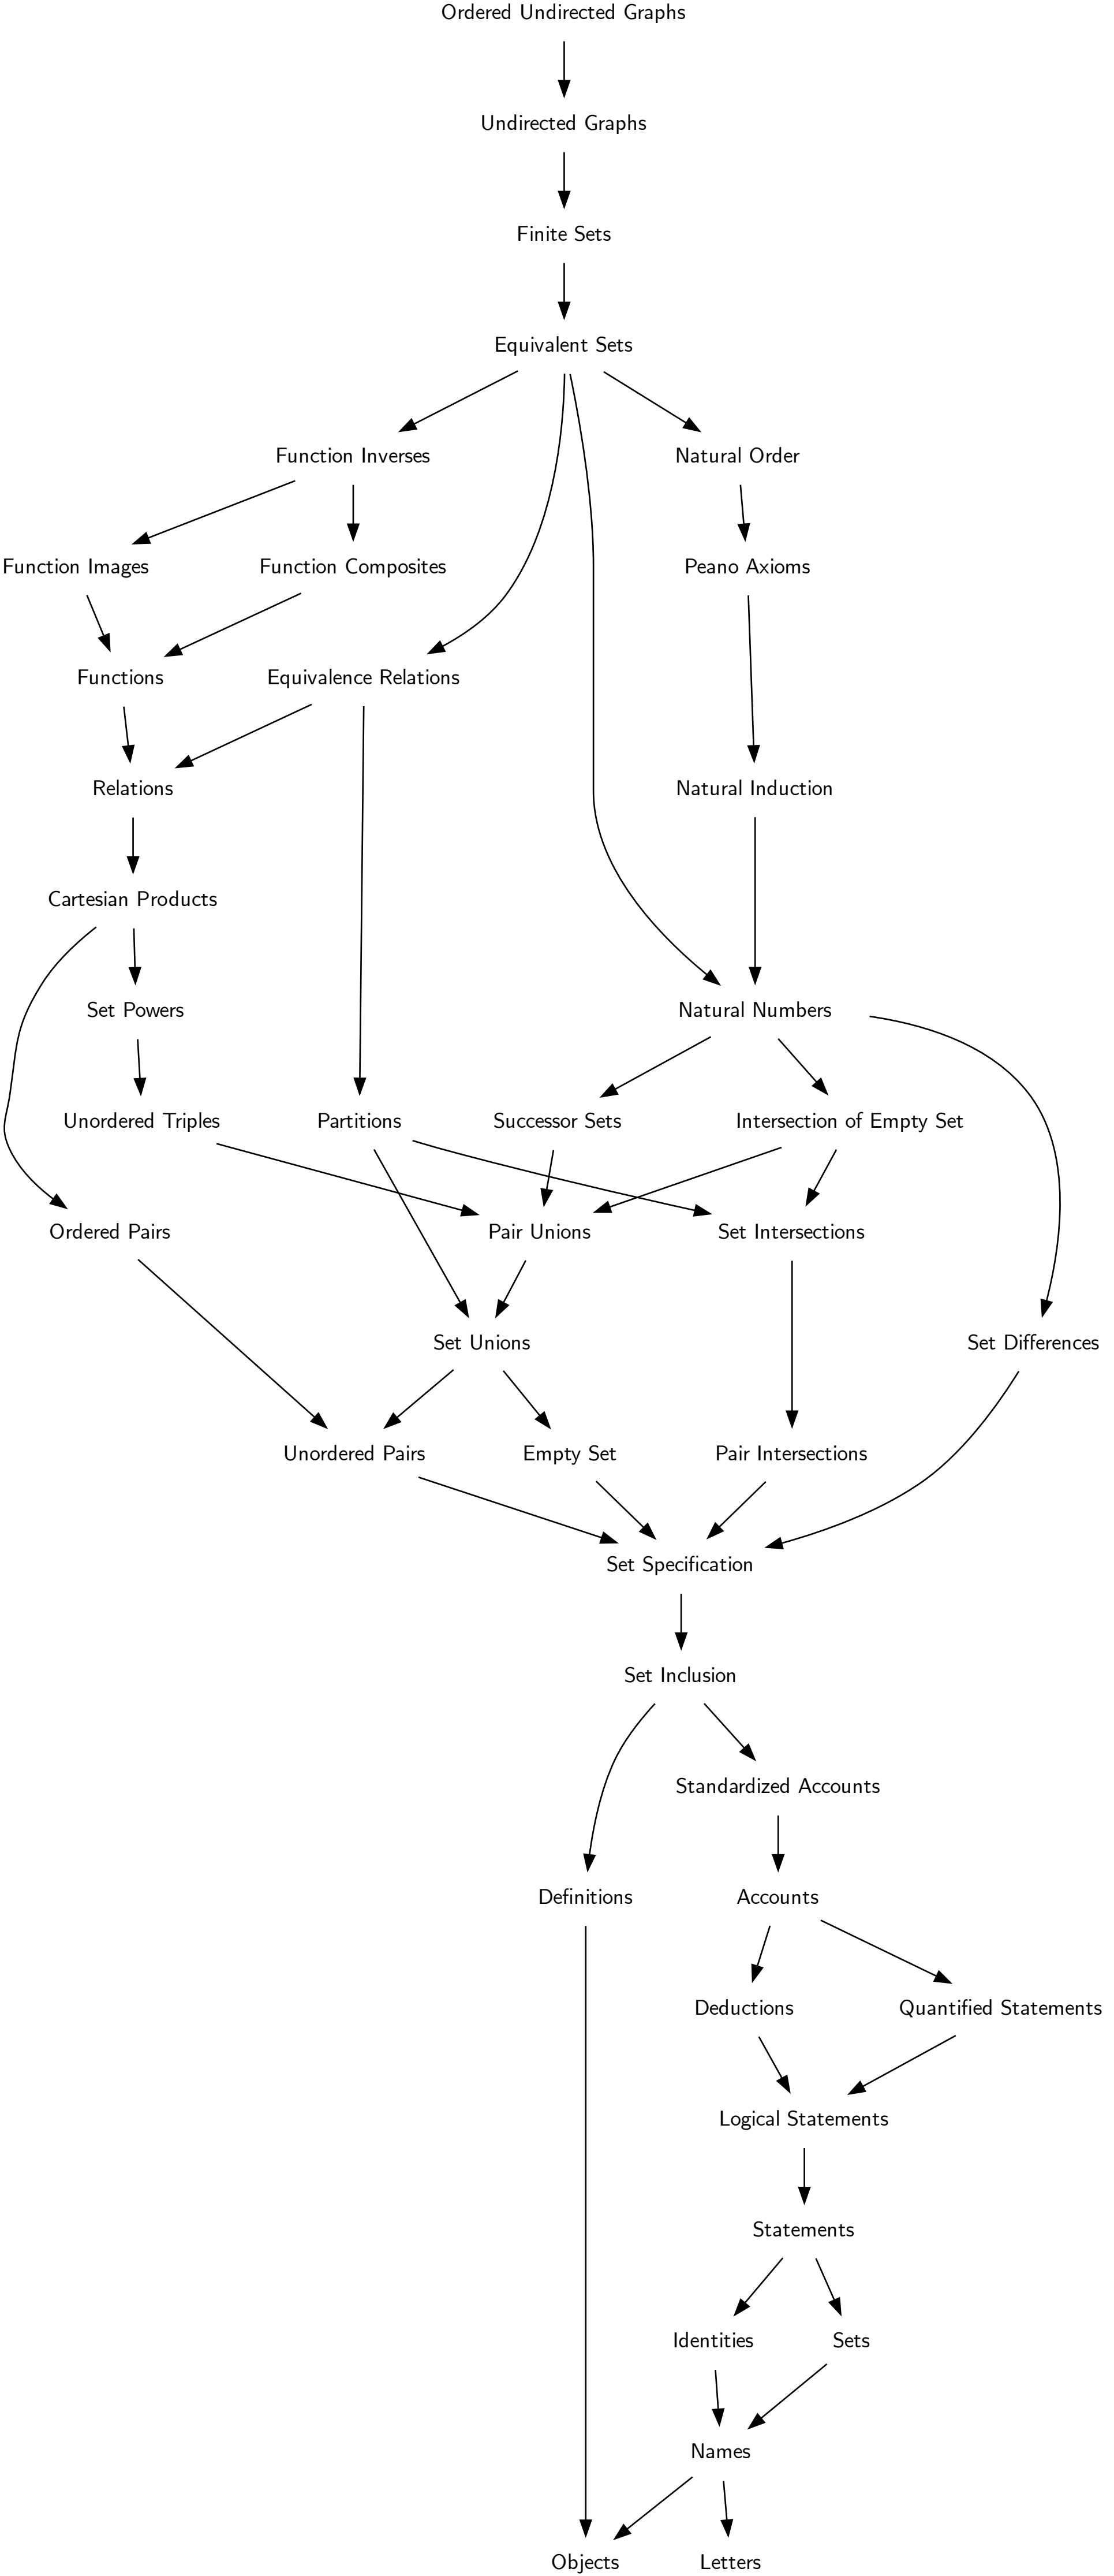 Ordered Undirected Graphs
Undirected Graphs
Finite Sets
Equivalent Sets
Function Inverses
Natural Order
Function Images
Function Composites
Peano Axioms
Functions
Equivalence Relations
Relations
Natural Induction
Cartesian Products
Set Powers
Natural Numbers
Unordered Triples
Partitions
Successor Sets
Intersection of Empty Set
Ordered Pairs
Pair Unions
Set Intersections
Set Unions
Set Differences
Unordered Pairs
Empty Set
Pair Intersections
Set Specification
Set Inclusion
Standardized Accounts
Definitions
Accounts
Deductions
Quantified Statements
Logical Statements
Statements
Identities
Sets
Names
Objects
Letters